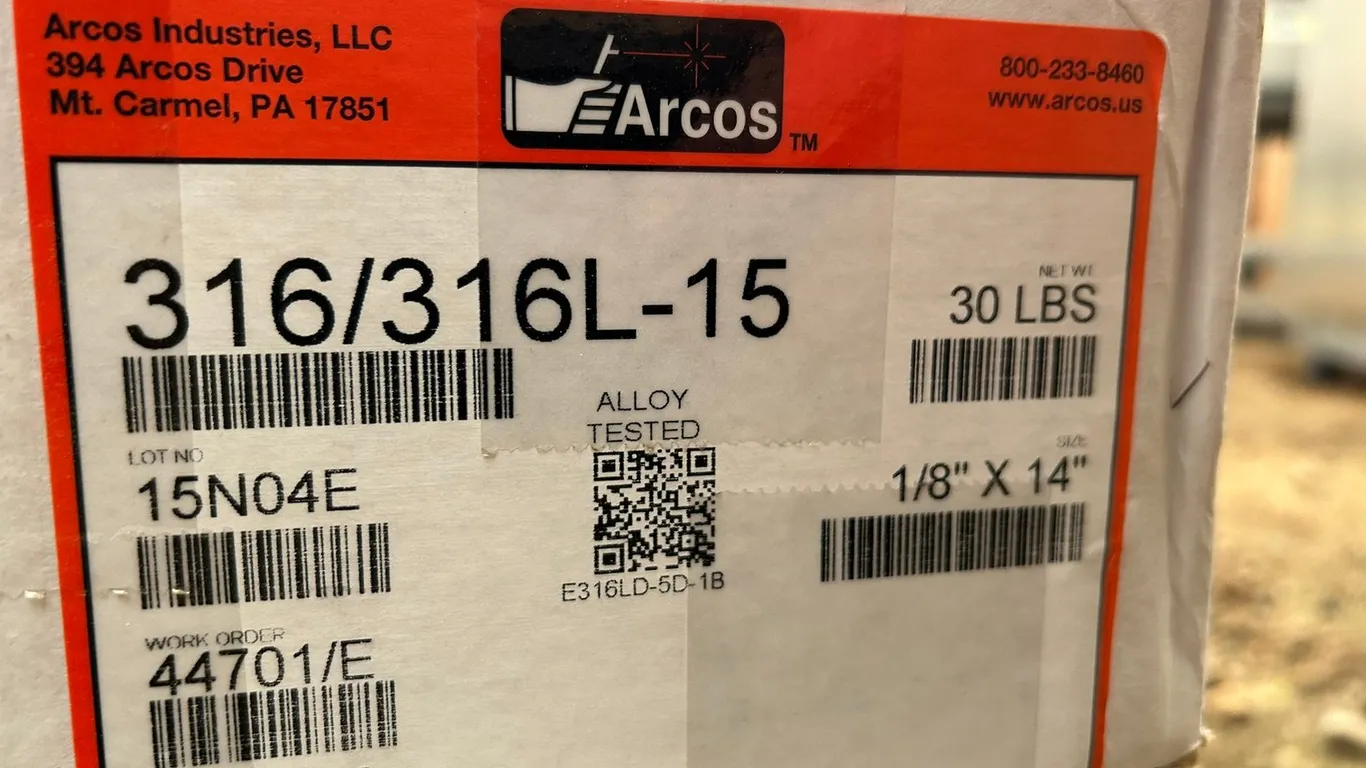 Arcos Industries, LLC
394 Arcos Drive
Mt. Carmel, PA 17851
Arcos
TM
800-233-8460
www.arcos.us
316/316L-15
NET WT
30 LBS
ALLOY
TESTED
LOT NO
15N04E
SIZE
1/8" X 14"
E316LD-5D-1B
WORK ORDER
44701/E